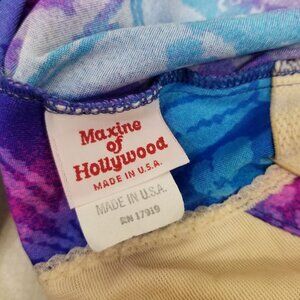 Maxine
of
Hollywood
MADE IN U.S.A.
MADE IN U.S.A.
RN 17919